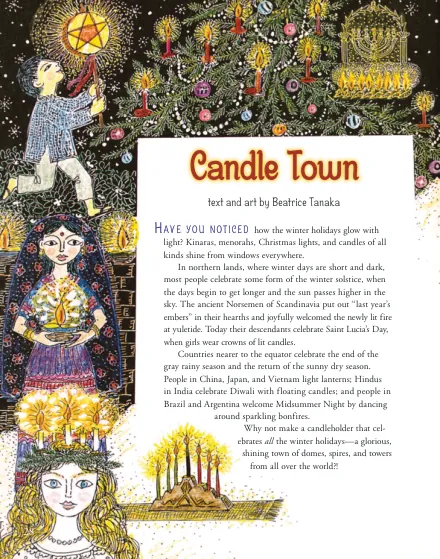 Candle Town
text and art by Beatrice Tanaka
HAVE YOU NOTICED how the winter holidays glow with
light? Kinaras, menorahs, Christmas lights, and candles of all
kinds shine from windows everywhere.
In northern lands, where winter days are short and dark,
most people celebrate some form of the winter solstice, when
the days begin to get longer and the sun passes higher in the
sky. The ancient Norsemen of Scandinavia put out “last year’s
embers” in their hearths and joyfully welcomed the newly lit fire
at yuletide. Today their descendants celebrate Saint Lucia’s Day,
when girls wear crowns of lit candles.
Countries nearer to the equator celebrate the end of the
gray rainy season and the return of the sunny dry season.
People in China, Japan, and Vietnam light lanterns; Hindus
in India celebrate Diwali with floating candles; and people in
Brazil and Argentina welcome Midsummer Night by dancing
around sparkling bonfires.
Why not make a candleholder that cel-
ebrates all the winter holidays—a glorious,
shining town of domes, spires, and towers
from all over the world?!